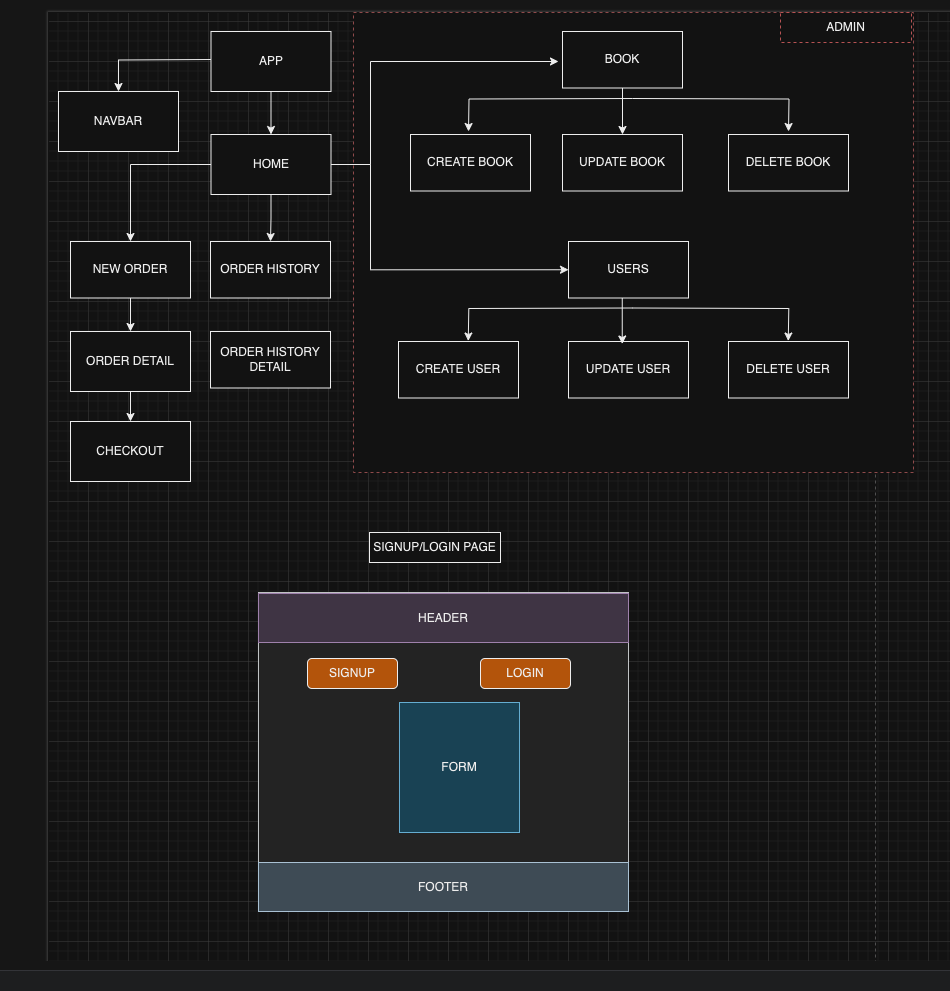 ADMIN
APP
BOOK
NAVBAR
HOME
CREATE BOOK
UPDATE BOOK
DELETE BOOK
NEW ORDER
ORDER HISTORY
USERS
ORDER DETAIL
ORDER HISTORY
DETAIL
CREATE USER
UPDATE USER
DELETE USER
CHECKOUT
SIGNUP/LOGIN PAGE
HEADER
SIGNUP
LOGIN
FORM
FOOTER